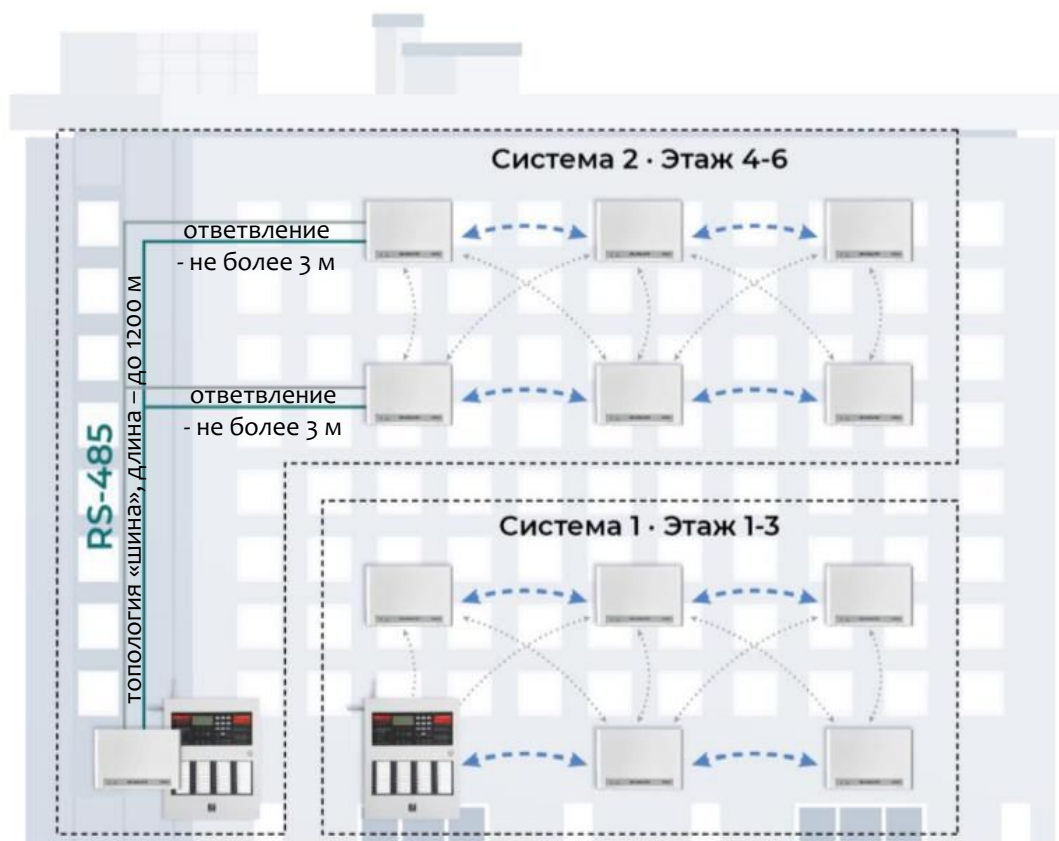 Система 2 · Этаж 4-6
ответвление
- не более 3 м
ответвление
- не более 3 м
RS-485
топология «шина», длина – до 1200 м
Система 1 · Этаж 1-3